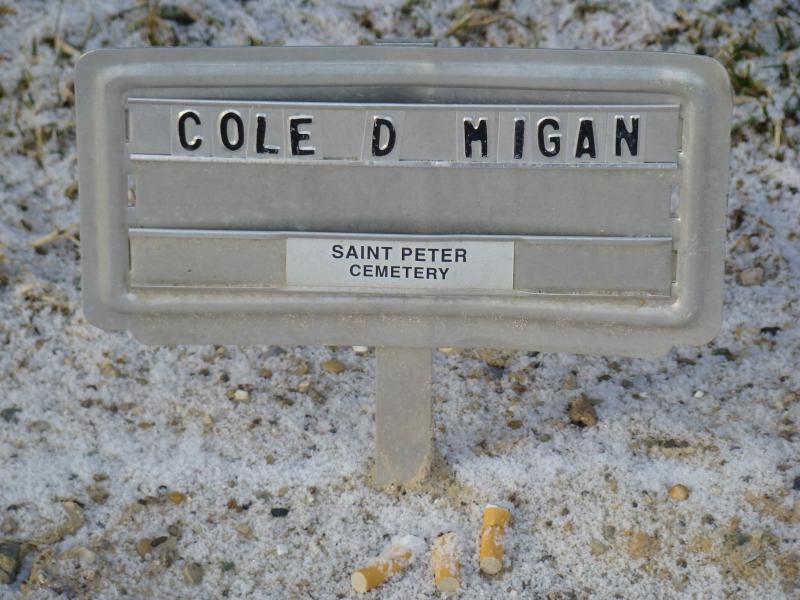 COLE D MIGAN
SAINT PETER
CEMETERY